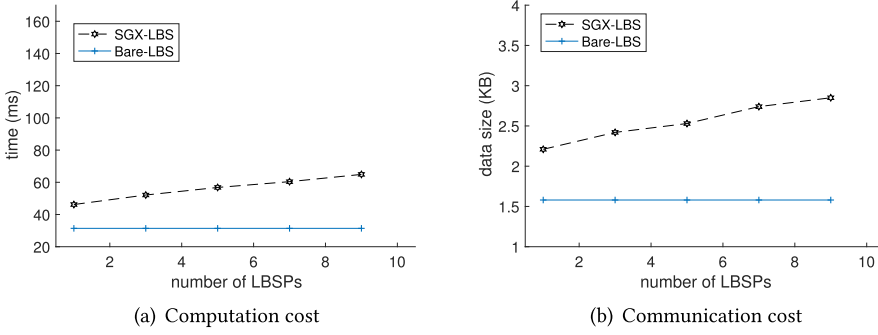 160
140
120
100
80
60
40
20
time (ms)
SGX-LBS
Bare-LBS
2 4 6 8 10
number of LBSPs
(a) Computation cost
4
3.5
3
2.5
2
1.5
1
data size (KB)
SGX-LBS
Bare-LBS
2 4 6 8 10
number of LBSPs
(b) Communication cost